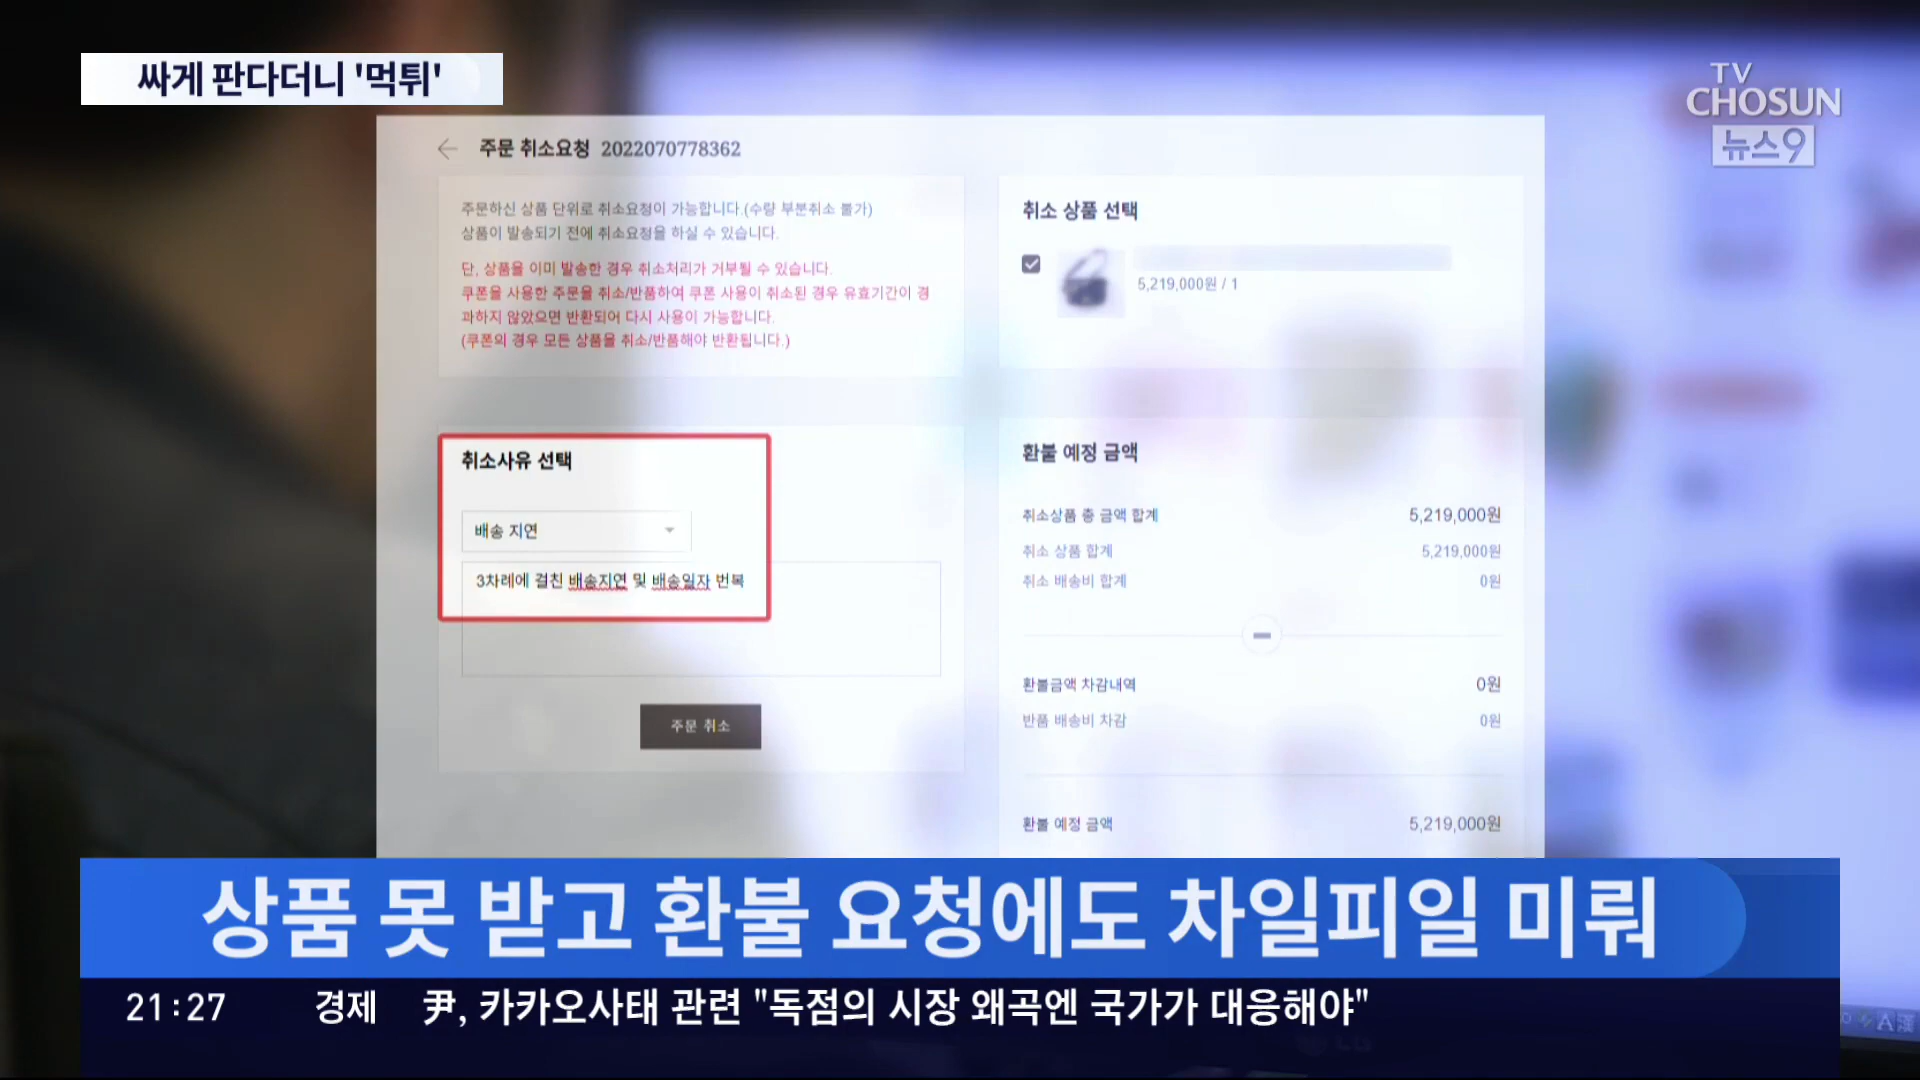 싸게 판다더니 '먹튀'
TV
CHOSUN
뉴스9
주문 취소요청 2022070778362
주문하신 상품 단위로 취소요청이 가능합니다.(수량 부분취소 불가)
상품이 발송되기 전에 취소요청을 하실 수 있습니다.
단, 상품을 이미 발송한 경우 취소처리가 거부될 수 있습니다.
쿠폰을 사용한 주문을 취소/반품하여 쿠폰 사용이 취소된 경우 유효기간이 경
과하지 않았으면 반환되어 다시 사용이 가능합니다.
(쿠폰의 경우 모든 상품을 취소/반품해야 반환됩니다.)
취소 상품 선택
5,219,000원 / 1
취소사유 선택
배송 지연
3차례에 걸친 배송지연 및 배송일자 번복
주문 취소
환불 예정 금액
취소상품 총 금액 합계 5,219,000원
취소 상품 합계 5,219,000원
취소 배송비 합계 0원
환불금액 차감내역 0원
반품 배송비 차감 0원
환불 예정 금액 5,219,000원
상품 못 받고 환불 요청에도 차일피일 미뤄
21:27 경제 尹, 카카오사태 관련 "독점의 시장 왜곡엔 국가가 대응해야"